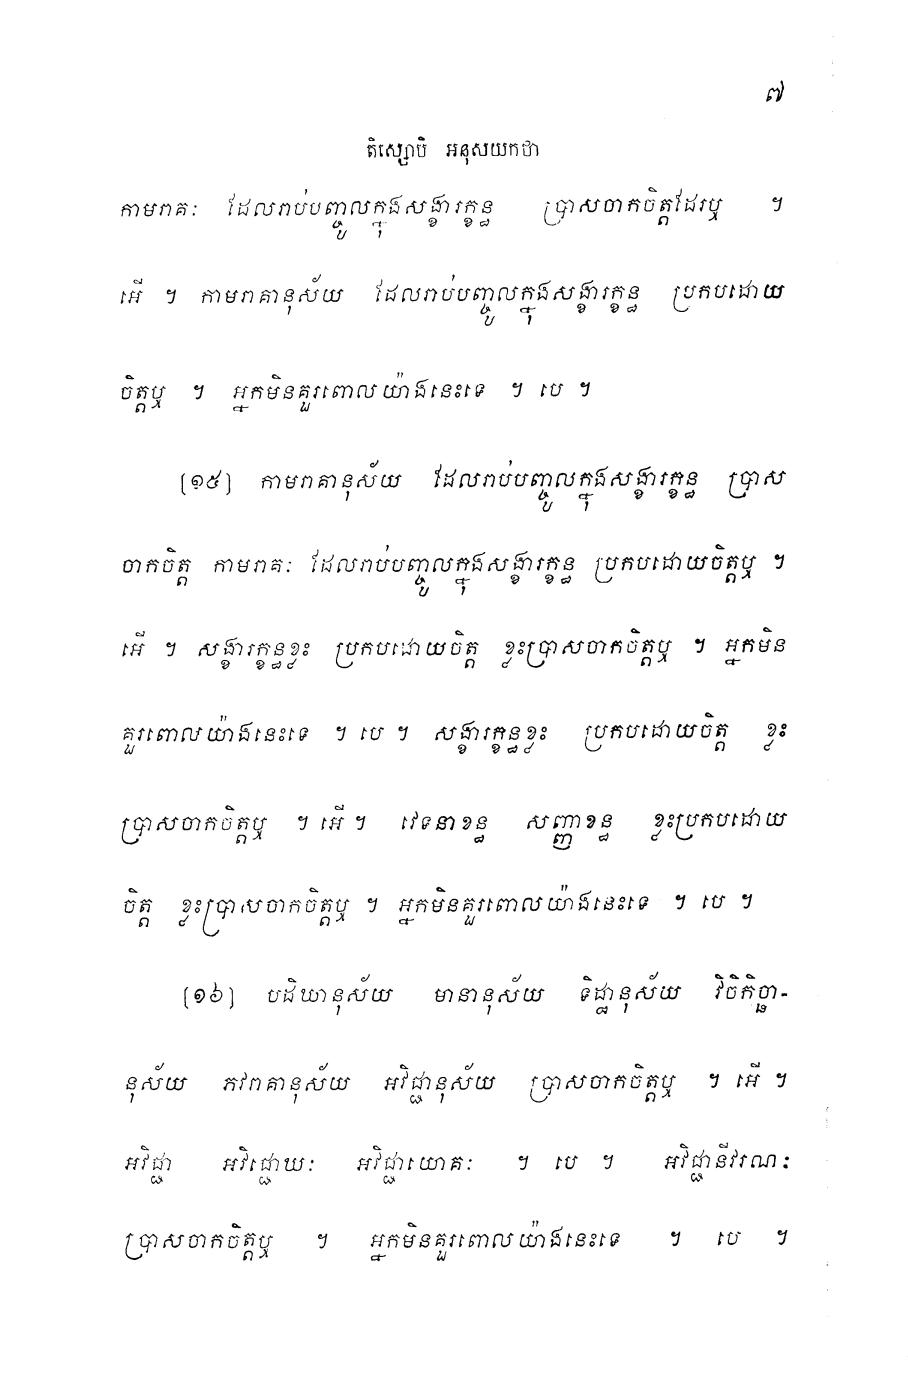 ៧
តិស្សោបិ អនុសយកថា
កាមរាគៈ ដែលរាប់បញ្ចូលក្នុងសង្ខារក្ខន្ធ ប្រាសចាកចិត្តដែរឬ ។
អើ ។ កាមរាគានុស័យ ដែលរាប់បញ្ចូលក្នុងសង្ខារក្ខន្ធ ប្រកបដោយ
ចិត្តឬ ។ អ្នកមិនគួរពោលយ៉ាងនេះទេ ។ បេ ។
[១៥] កាមរាគានុស័យ ដែលរាប់បញ្ចូលក្នុងសង្ខារក្ខន្ធ ប្រាស
ចាកចិត្ត កាមរាគៈ ដែលរាប់បញ្ចូលក្នុងសង្ខារក្ខន្ធ ប្រកបដោយចិត្តឬ ។
អើ ។ សង្ខារក្ខន្ធខ្លះ ប្រកបដោយចិត្ត ខ្លះប្រាសចាកចិត្តឬ ។ អ្នកមិន
គួរពោលយ៉ាងនេះទេ ។ បេ ។ សង្ខារក្ខន្ធខ្លះ ប្រកបដោយចិត្ត ខ្លះ
ប្រាសចាកចិត្តឬ ។ អើ ។ វេទនាខន្ធ សញ្ញាខន្ធ ខ្លះប្រកបដោយ
ចិត្ត ខ្លះប្រាសចាកចិត្តឬ ។ អ្នកមិនគួរពោលយ៉ាងនេះទេ ។ បេ ។
[១៦] បដិឃានុស័យ មានានុស័យ ទិដ្ឋានុស័យ វិចិកិច្ឆា-
នុស័យ ភវរាគានុស័យ អវិជ្ជានុស័យ ប្រាសចាកចិត្តឬ ។ អើ ។
អវិជ្ជា អវិជ្ជោឃៈ អវិជ្ជាយោគៈ ។ បេ ។ អវិជ្ជានីវរណៈ
ប្រាសចាកចិត្តឬ ។ អ្នកមិនគួរពោលយ៉ាងនេះទេ ។ បេ ។